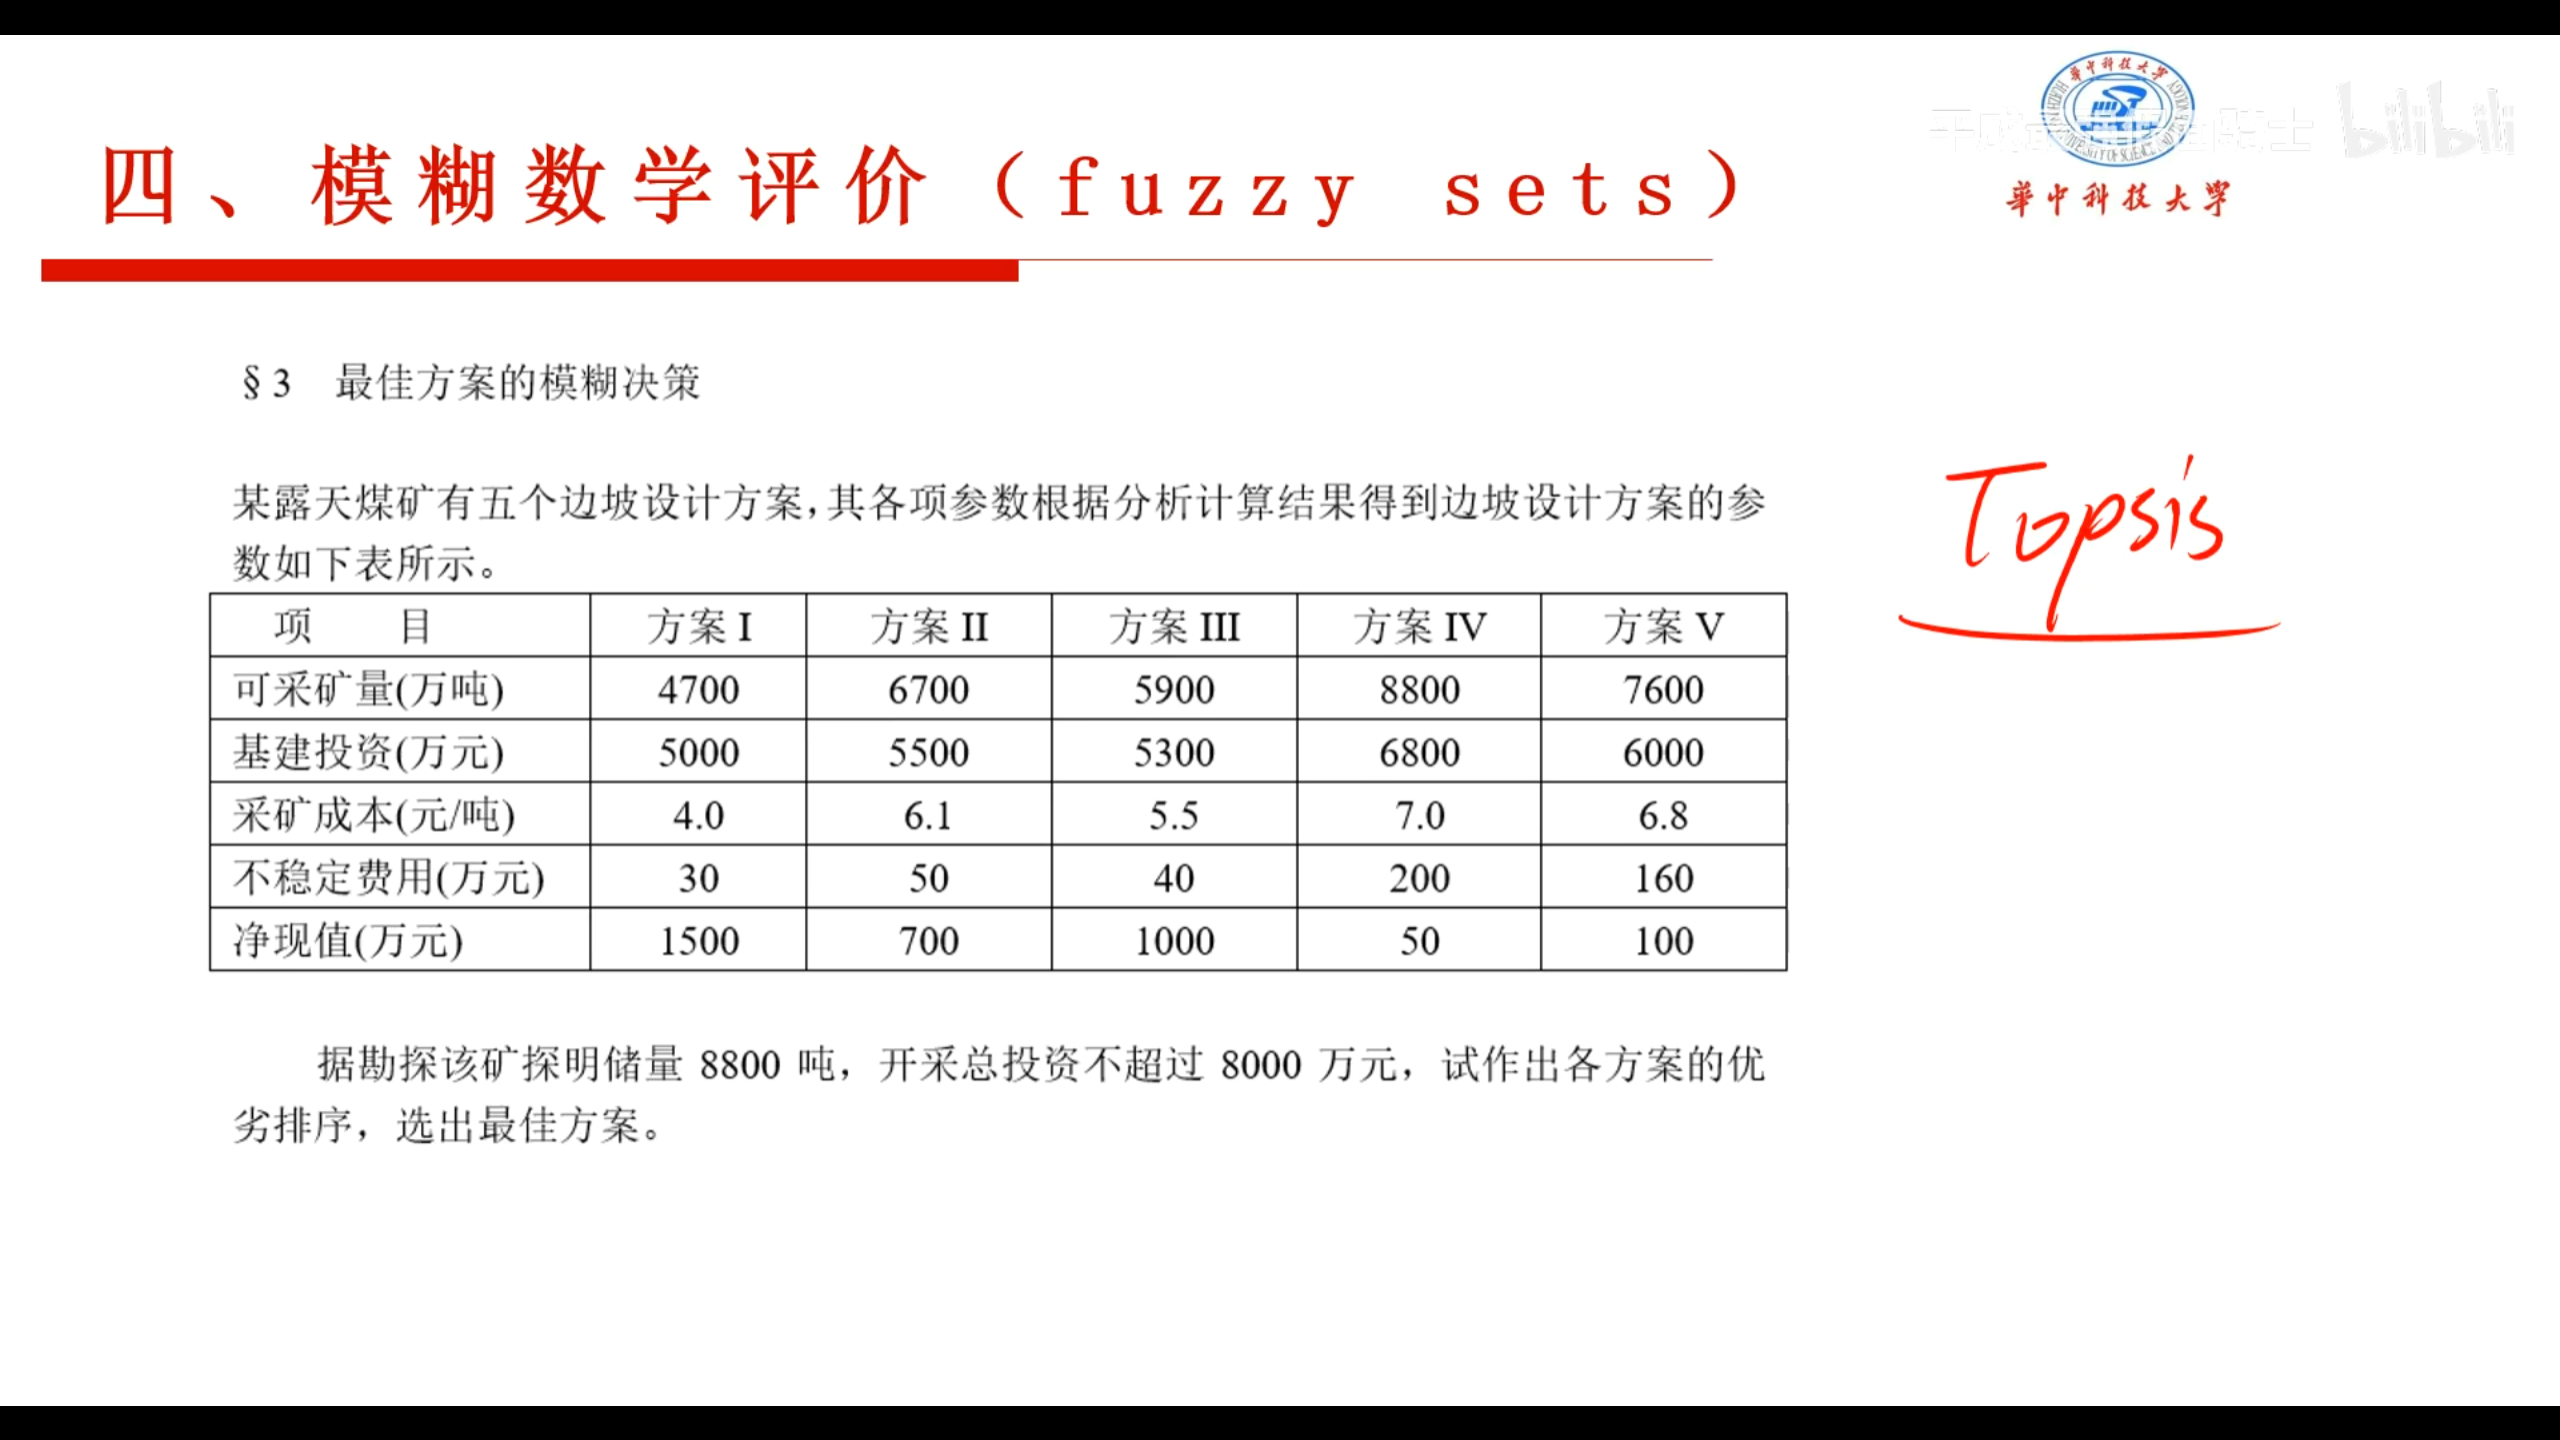 華中科技大學
bilibili
四、模糊数学评价（fuzzy sets）
華中科技大學
§3 最佳方案的模糊决策
Topsis
某露天煤矿有五个边坡设计方案,其各项参数根据分析计算结果得到边坡设计方案的参
数如下表所示。
项 目 方案 I 方案 II 方案 III 方案 IV 方案 V
可采矿量(万吨) 4700 6700 5900 8800 7600
基建投资(万元) 5000 5500 5300 6800 6000
采矿成本(元/吨) 4.0 6.1 5.5 7.0 6.8
不稳定费用(万元) 30 50 40 200 160
净现值(万元) 1500 700 1000 50 100
据勘探该矿探明储量 8800 吨，开采总投资不超过 8000 万元，试作出各方案的优
劣排序，选出最佳方案。